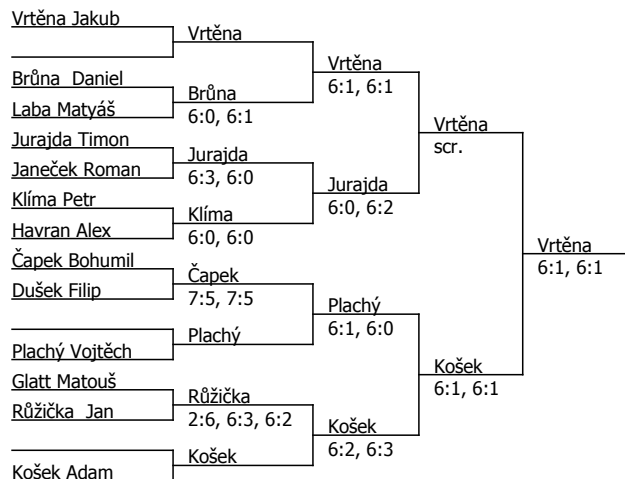 Vrtěna Jakub
Brůna Daniel
Laba Matyáš
Jurajda Timon
Janeček Roman
Klíma Petr
Havran Alex
Čapek Bohumil
Dušek Filip
Plachý Vojtěch
Glatt Matouš
Růžička Jan
Košek Adam
Vrtěna
Brůna
6:0, 6:1
Jurajda
6:3, 6:0
Klíma
6:0, 6:0
Čapek
7:5, 7:5
Plachý
Růžička
2:6, 6:3, 6:2
Košek
Vrtěna
6:1, 6:1
Jurajda
6:0, 6:2
Plachý
6:1, 6:0
Košek
6:2, 6:3
Vrtěna
scr.
Košek
6:1, 6:1
Vrtěna
6:1, 6:1